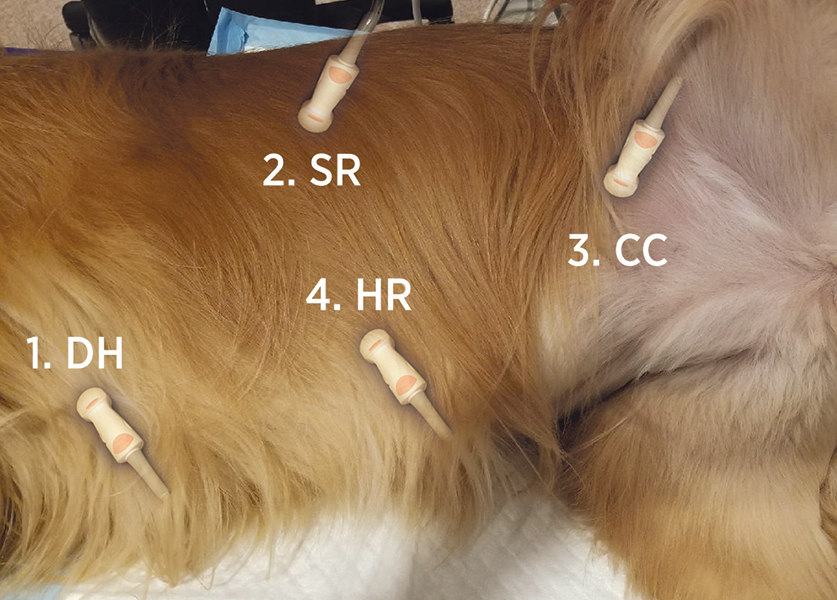 1. DH
2. SR
3. CC
4. HR